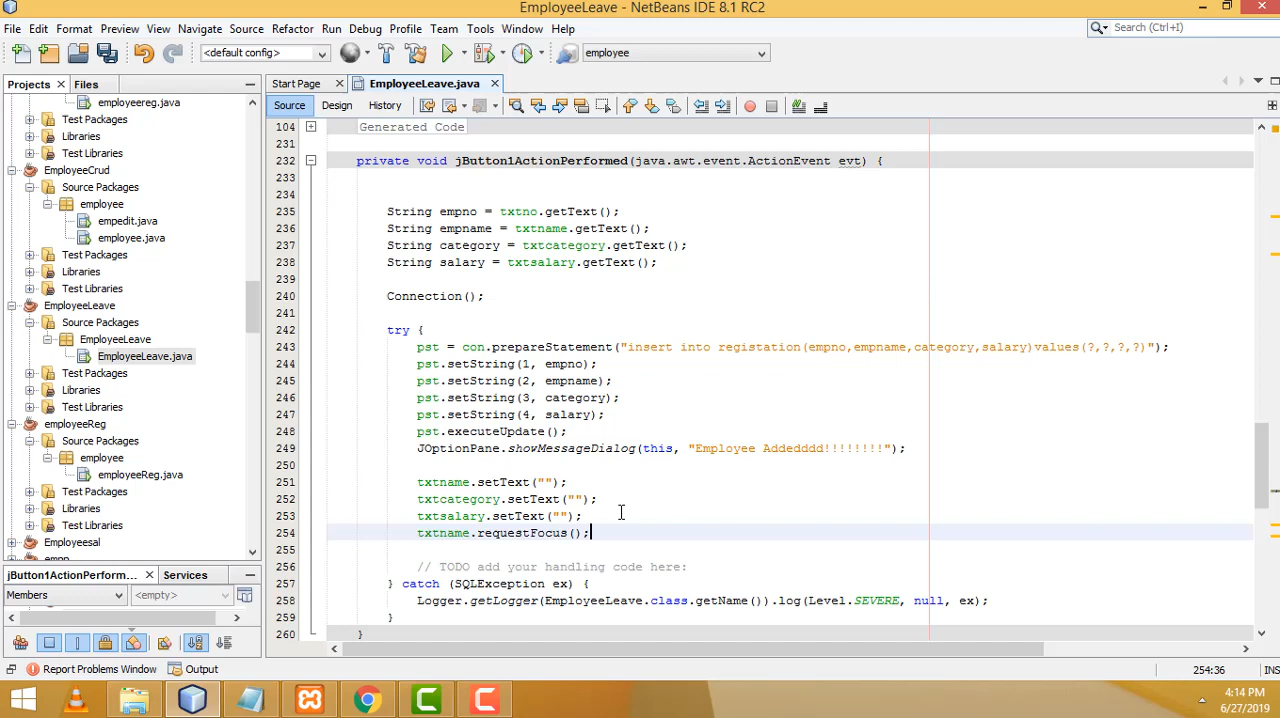 EmployeeLeave - NetBeans IDE 8.1 RC2
File Edit Format Preview View Navigate Source Refactor Run Debug Profile Team Tools Window Help
Search (Ctrl+I)
<default config>
employee
Projects Files
Start Page EmployeeLeave.java
Source Design History
employeereg.java
Test Packages
Libraries
Test Libraries
EmployeeCrud
Source Packages
employee
empedit.java
employee.java
Test Packages
Libraries
Test Libraries
EmployeeLeave
Source Packages
EmployeeLeave
EmployeeLeave.java
Test Packages
Libraries
Test Libraries
employeeReg
Source Packages
employee
employeeReg.java
Test Packages
Libraries
Test Libraries
Employeesal
104 Generated Code
231
232 private void jButton1ActionPerformed(java.awt.event.ActionEvent evt) {
233
234
235 String empno = txtno.getText();
236 String empname = txtname.getText();
237 String category = txtcategory.getText();
238 String salary = txtsalary.getText();
239
240 Connection();
241
242 try {
243 pst = con.prepareStatement("insert into registation(empno,empname,category,salary)values(?,?,?,?)");
244 pst.setString(1, empno);
245 pst.setString(2, empname);
246 pst.setString(3, category);
247 pst.setString(4, salary);
248 pst.executeUpdate();
249 JOptionPane.showMessageDialog(this, "Employee Addedddd!!!!!!!!");
250
251 txtname.setText("");
252 txtcategory.setText("");
253 txtsalary.setText("");
254 txtname.requestFocus();
255
256 // TODO add your handling code here:
257 } catch (SQLException ex) {
258 Logger.getLogger(EmployeeLeave.class.getName()).log(Level.SEVERE, null, ex);
259 }
260 }
jButton1ActionPerform... Services
Members <empty>
Report Problems Window Output
254:36 INS
4:14 PM
6/27/2019